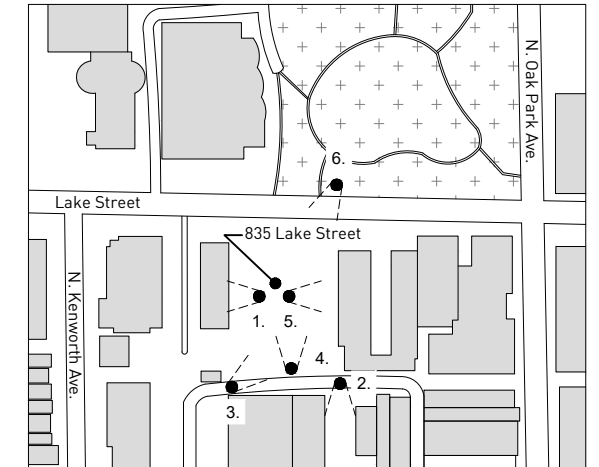 N. Oak Park Ave.
6.
Lake Street
835 Lake Street
N. Kenworth Ave.
1.
5.
4.
2.
3.